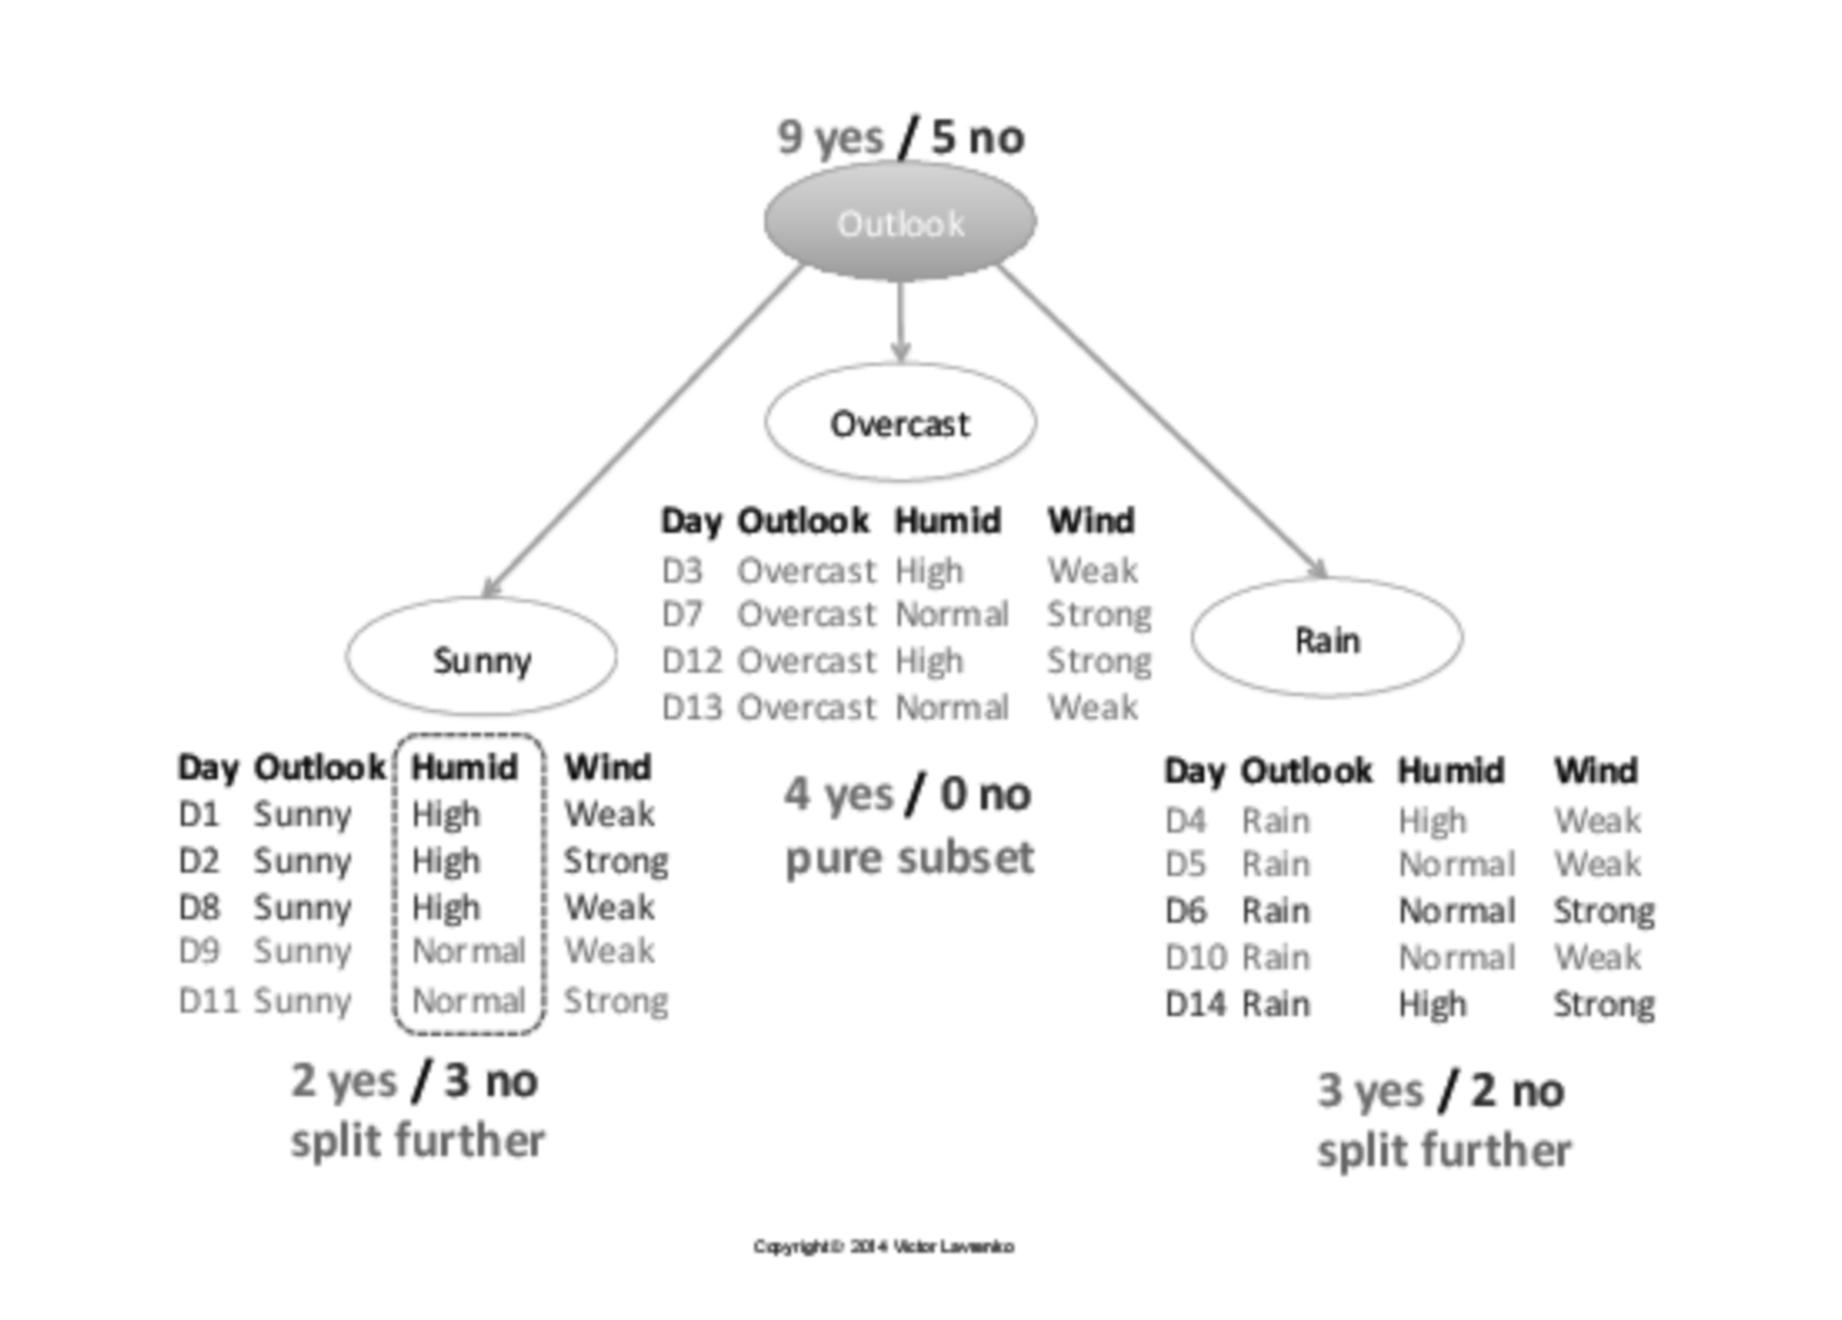 9 yes / 5 no
Outlook
Overcast
Day Outlook Humid Wind
D3 Overcast High Weak
D7 Overcast Normal Strong
D12 Overcast High Strong
D13 Overcast Normal Weak
4 yes / 0 no
pure subset
Sunny
Day Outlook Humid Wind
D1 Sunny High Weak
D2 Sunny High Strong
D8 Sunny High Weak
D9 Sunny Normal Weak
D11 Sunny Normal Strong
2 yes / 3 no
split further
Rain
Day Outlook Humid Wind
D4 Rain High Weak
D5 Rain Normal Weak
D6 Rain Normal Strong
D10 Rain Normal Weak
D14 Rain High Strong
3 yes / 2 no
split further
Copyright © 2014 Victor Lavrenko